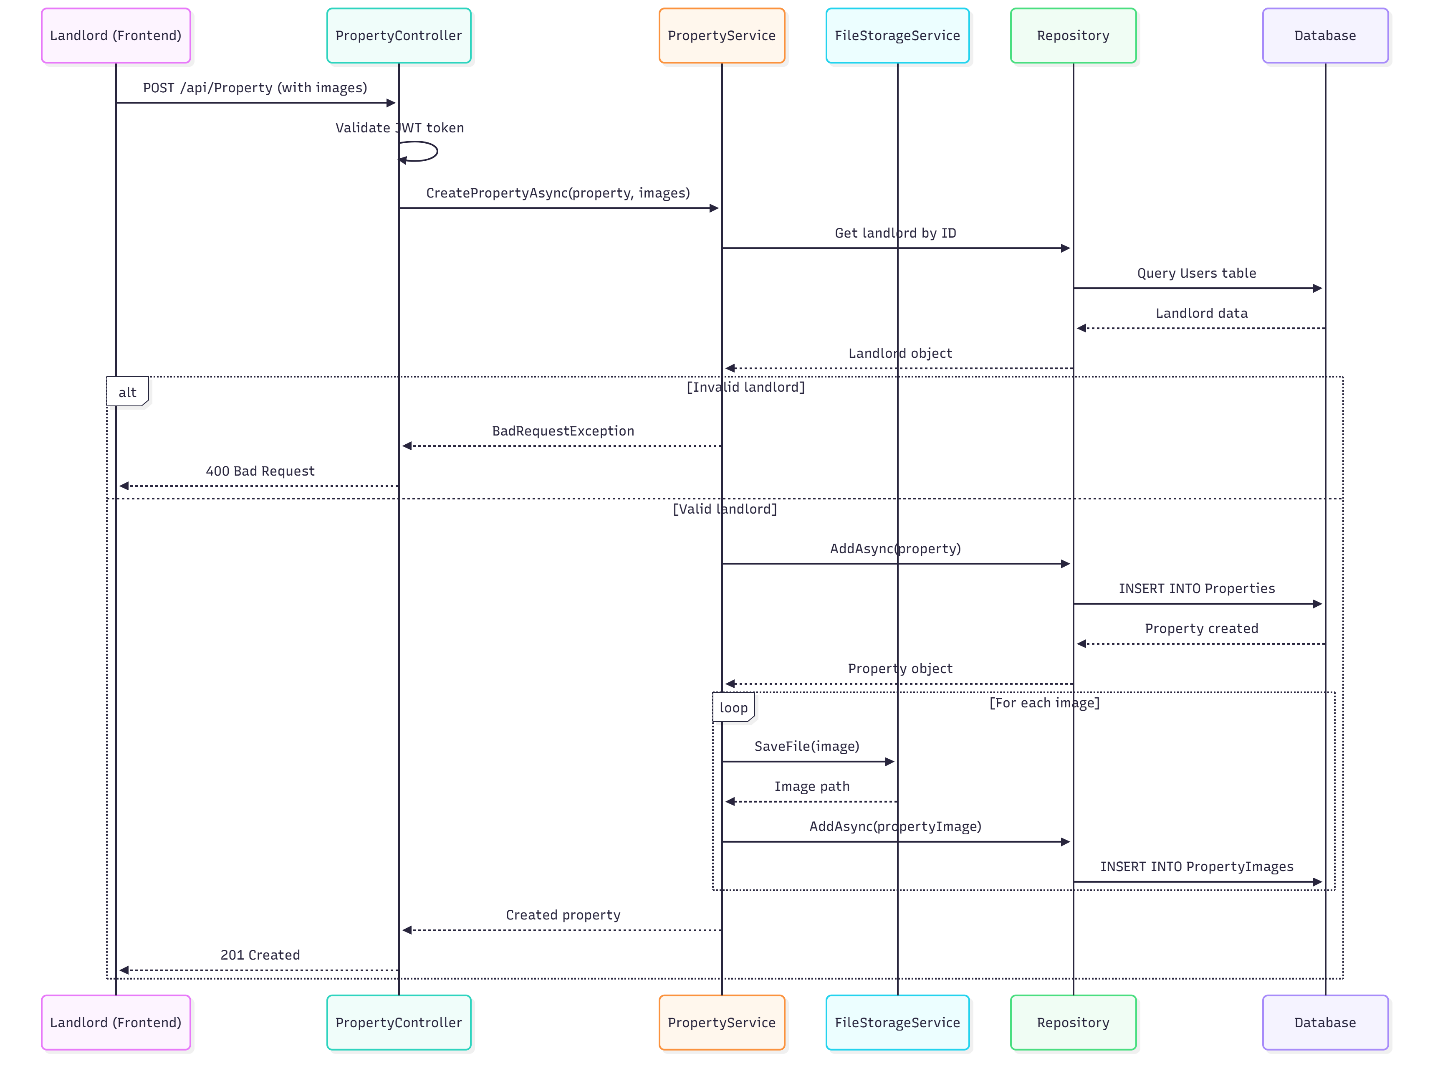 Landlord (Frontend)
PropertyController
PropertyService
FileStorageService
Repository
Database
POST /api/Property (with images)
Validate JWT token
CreatePropertyAsync(property, images)
Get landlord by ID
Query Users table
Landlord data
Landlord object
alt
[Invalid landlord]
BadRequestException
400 Bad Request
[Valid landlord]
AddAsync(property)
INSERT INTO Properties
Property created
Property object
loop
[For each image]
SaveFile(image)
Image path
AddAsync(propertyImage)
INSERT INTO PropertyImages
Created property
201 Created
Landlord (Frontend)
PropertyController
PropertyService
FileStorageService
Repository
Database